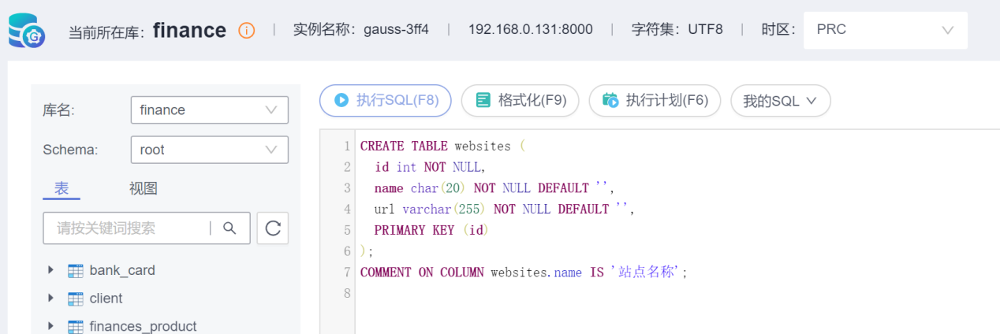 当前所在库: finance | 实例名称: gauss-3ff4 | 192.168.0.131:8000 | 字符集: UTF8 | 时区: PRC
库名: finance
Schema: root
表 视图
请按关键词搜索
bank_card
client
finances_product
执行SQL(F8) 格式化(F9) 执行计划(F6) 我的SQL
1 CREATE TABLE websites (
2 id int NOT NULL,
3 name char(20) NOT NULL DEFAULT '',
4 url varchar(255) NOT NULL DEFAULT '',
5 PRIMARY KEY (id)
6 );
7 COMMENT ON COLUMN websites.name IS '站点名称';
8